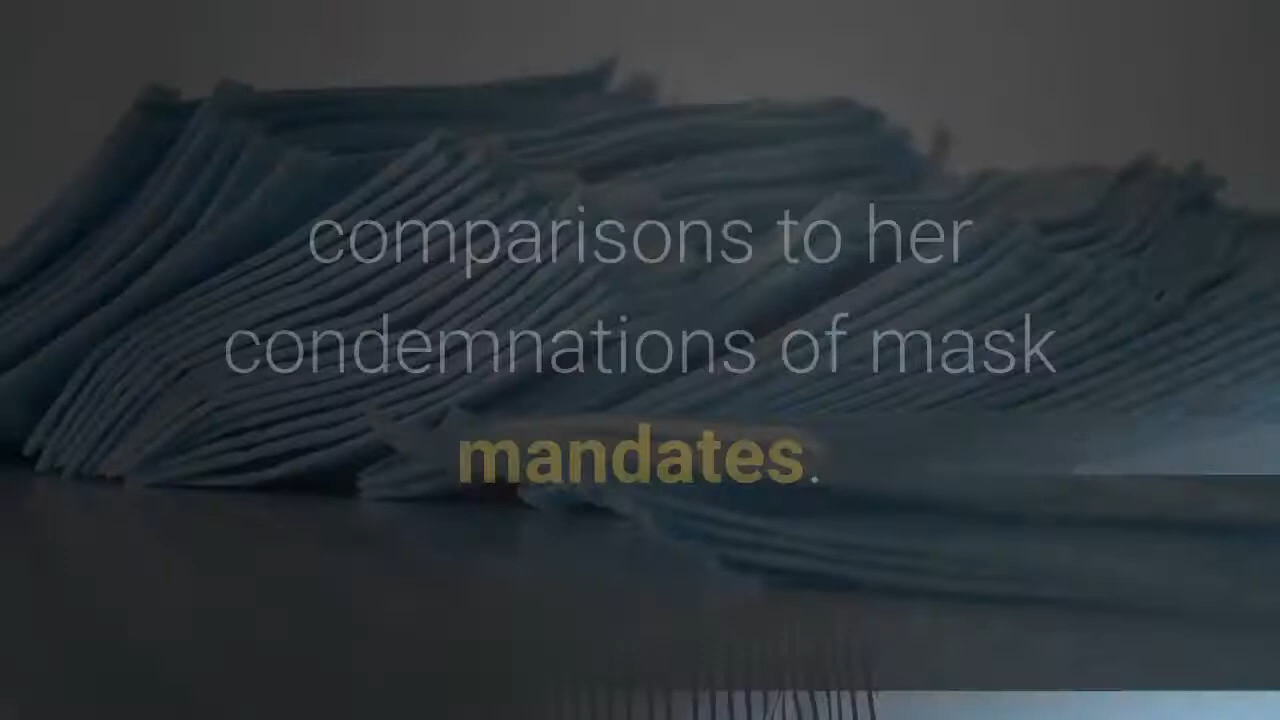 comparisons to her
condemnations of mask
mandates.